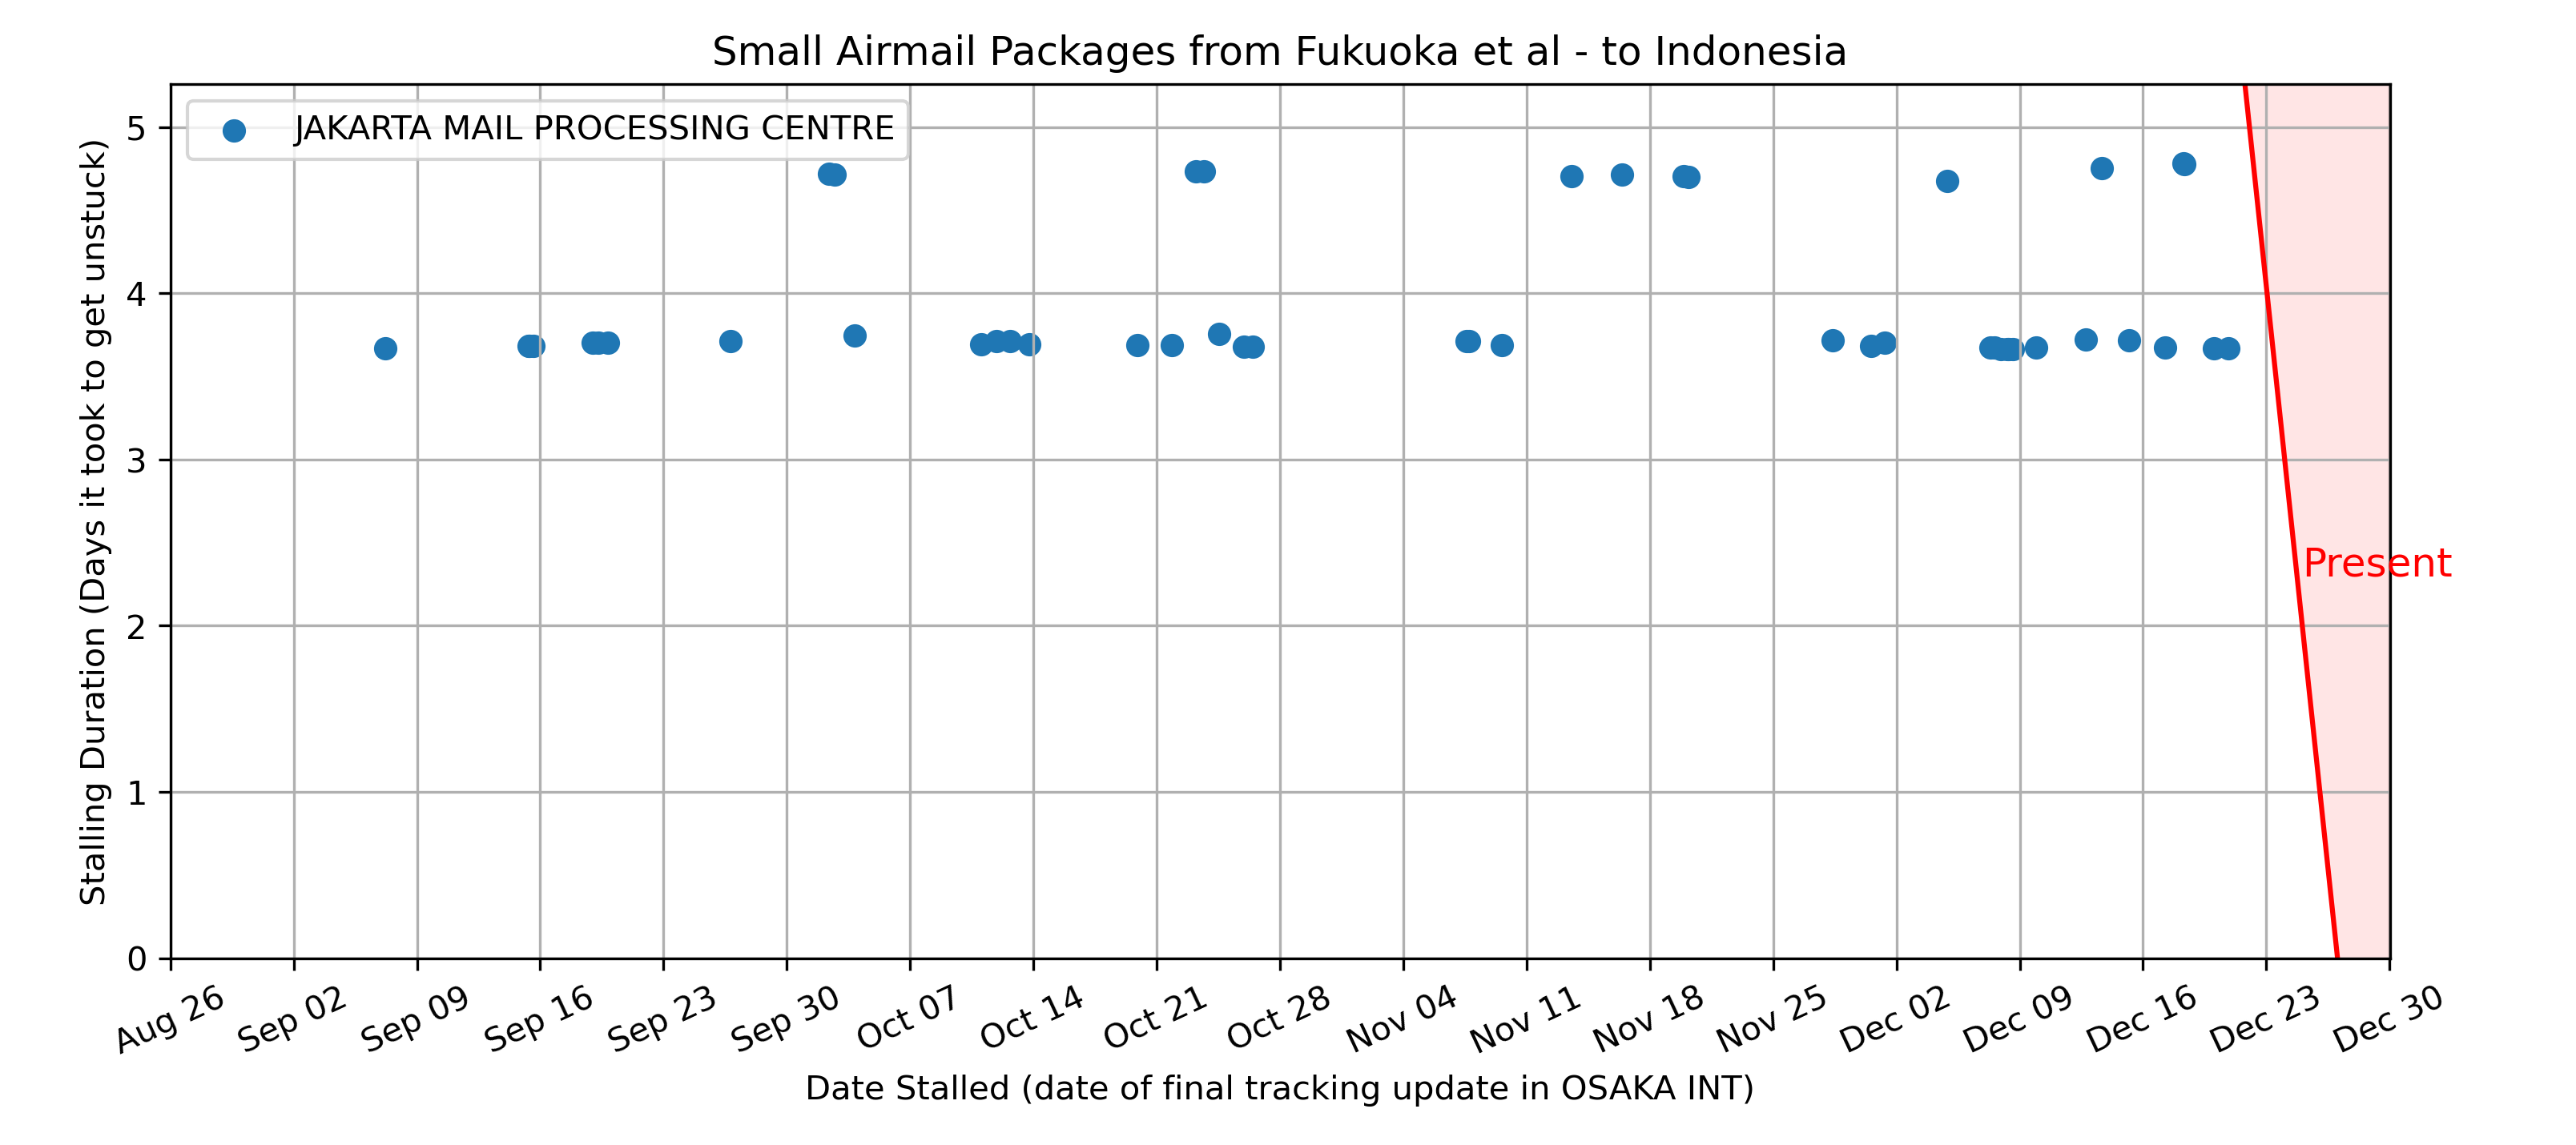 Small Airmail Packages from Fukuoka et al - to Indonesia
JAKARTA MAIL PROCESSING CENTRE
Stalling Duration (Days it took to get unstuck)
5
4
3
2
1
0
Present
Aug 26
Sep 02
Sep 09
Sep 16
Sep 23
Sep 30
Oct 07
Oct 14
Oct 21
Oct 28
Nov 04
Nov 11
Nov 18
Nov 25
Dec 02
Dec 09
Dec 16
Dec 23
Dec 30
Date Stalled (date of final tracking update in OSAKA INT)